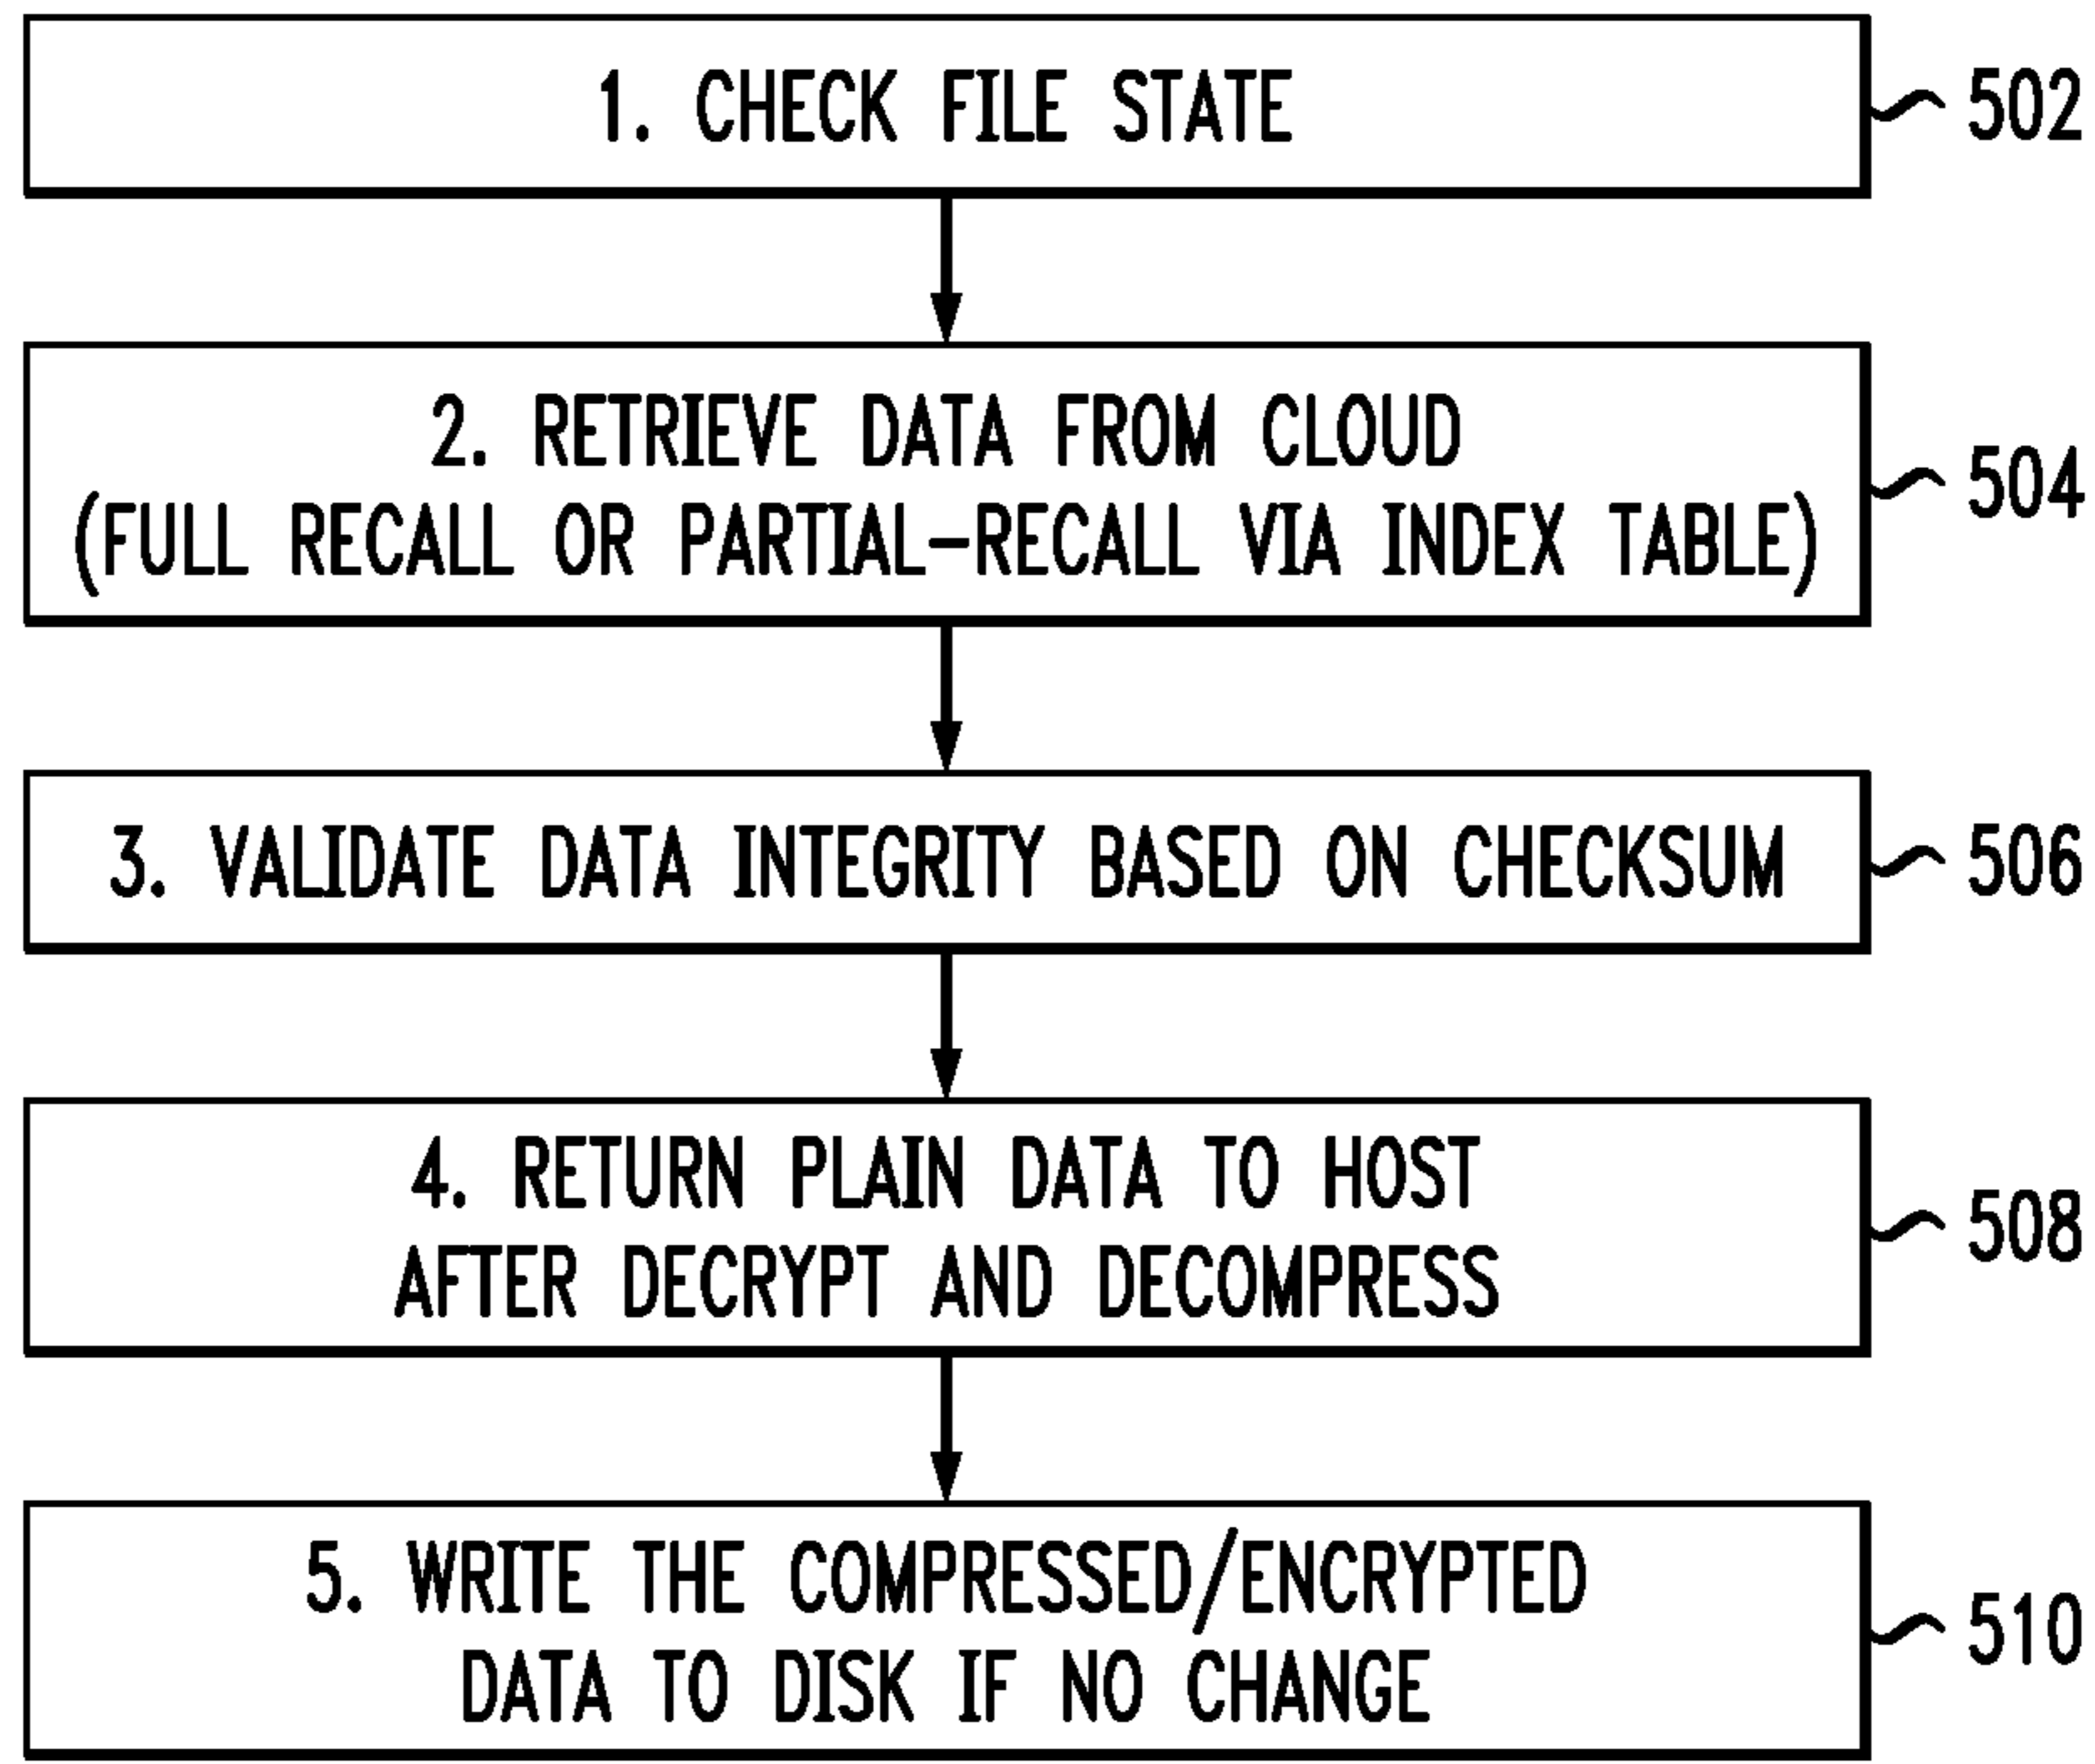 1. CHECK FILE STATE
502
2. RETRIEVE DATA FROM CLOUD
(FULL RECALL OR PARTIAL-RECALL VIA INDEX TABLE)
504
3. VALIDATE DATA INTEGRITY BASED ON CHECKSUM
506
4. RETURN PLAIN DATA TO HOST
AFTER DECRYPT AND DECOMPRESS
508
5. WRITE THE COMPRESSED/ENCRYPTED
DATA TO DISK IF NO CHANGE
510